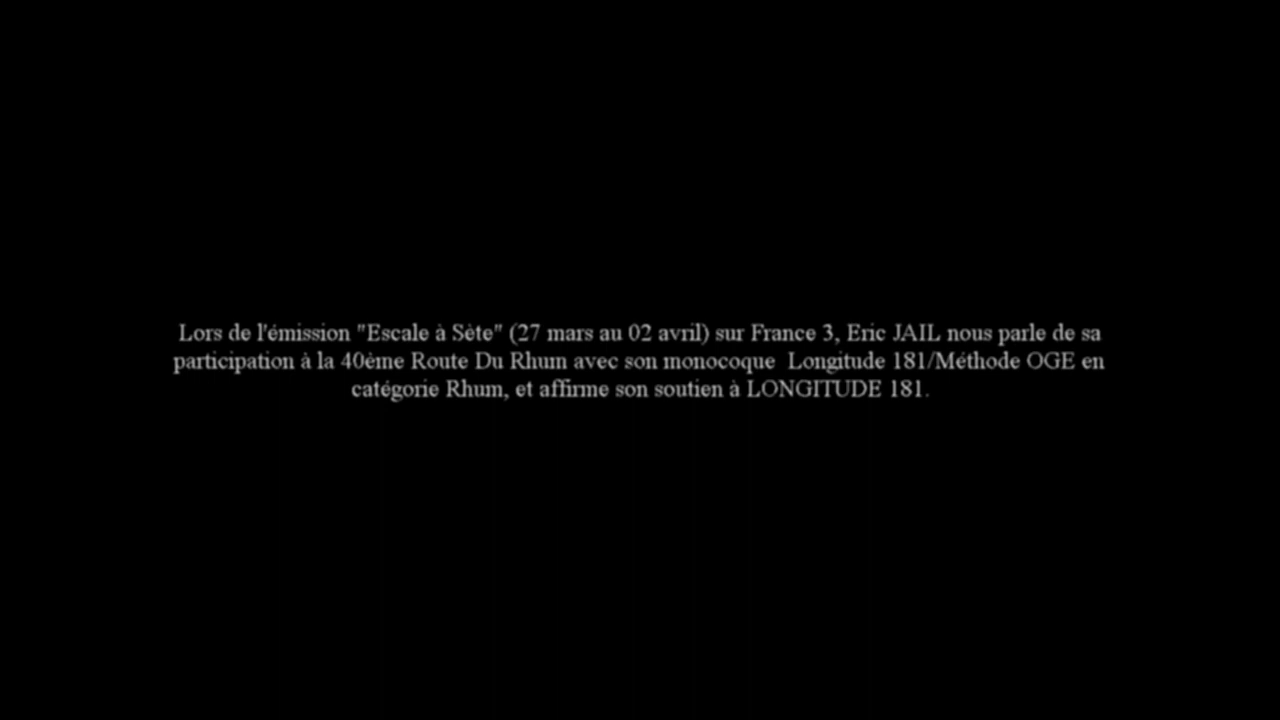 Lors de l'émission "Escale à Sète" (27 mars au 02 avril) sur France 3, Eric JAIL nous parle de sa
participation à la 40ème Route Du Rhum avec son monocoque  Longitude 181/Méthode OGE en
catégorie Rhum, et affirme son soutien à LONGITUDE 181.